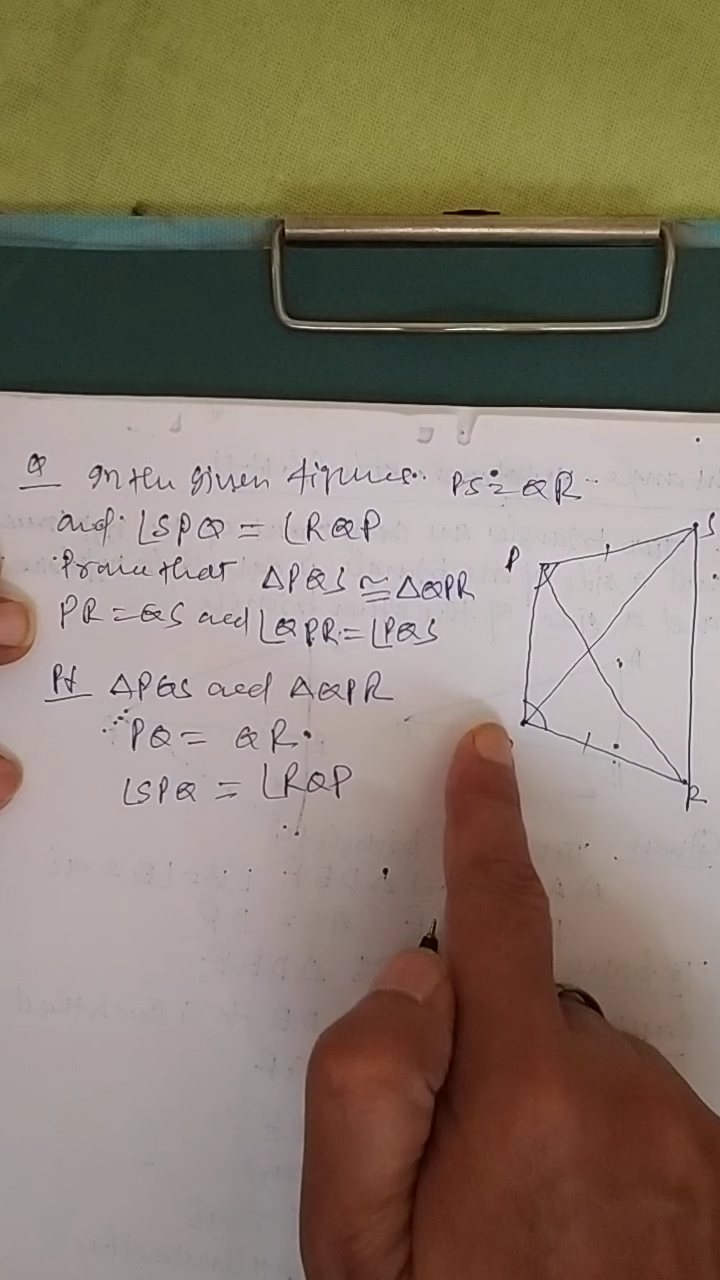 Q In the given figures. PS = QR
and ∠SPQ = ∠RQP
Prove that ΔPQS ≅ ΔQPR
PR = QS and ∠QPR = ∠PQS
Pf ΔPQS and ΔQPR
PQ = QR
∠SPQ = ∠RQP
P
S
R